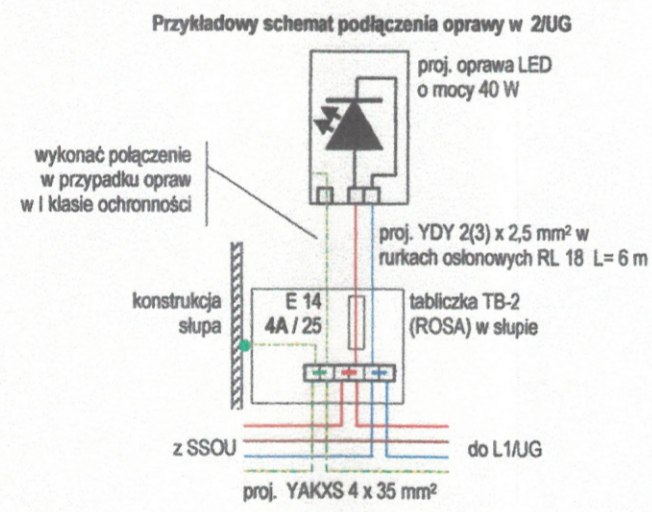 Przykładowy schemat podłączenia oprawy w 2/UG
proj. oprawa LED
o mocy 40 W
wykonać połączenie
w przypadku opraw
w I klasie ochronności
proj. YDY 2(3) x 2,5 mm² w
rurkach osłonowych RL 18 L= 6 m
konstrukcja
słupa
E 14
4A / 25
tabliczka TB-2
(ROSA) w słupie
z SSOU
do L1/UG
proj. YAKXS 4 x 35 mm²